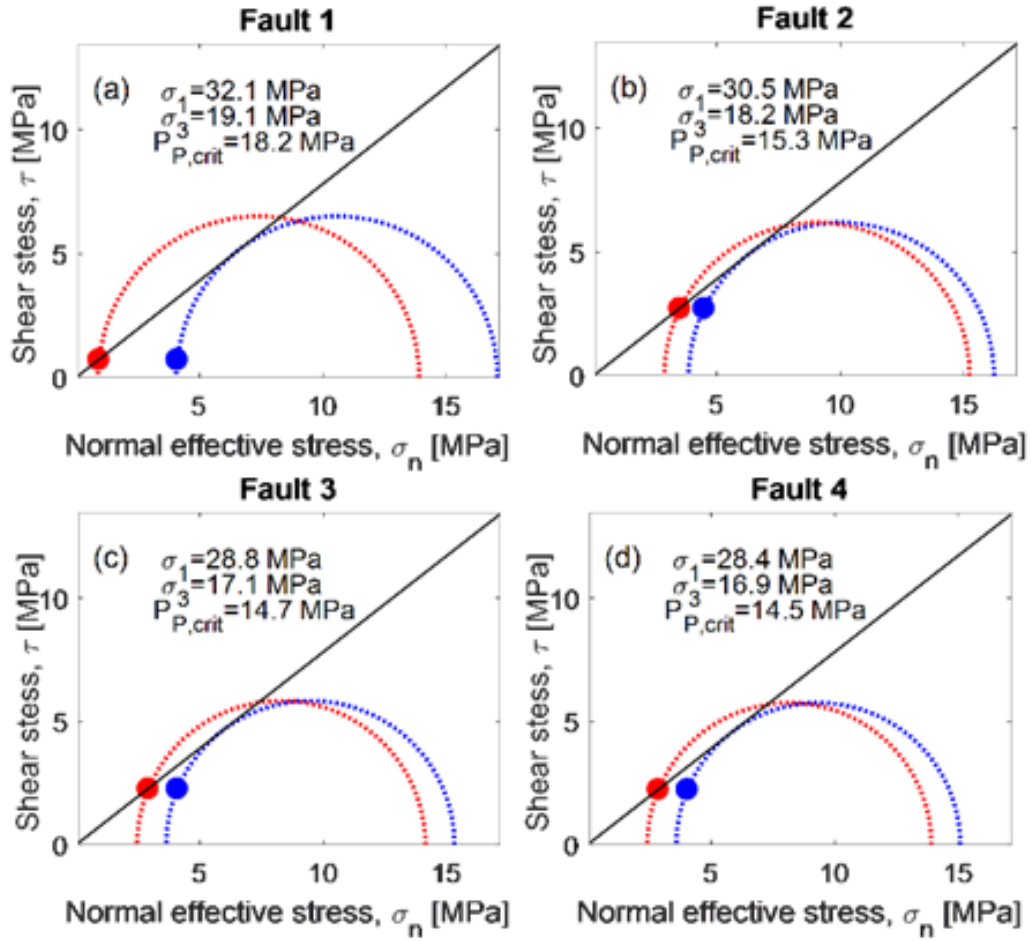 Fault 1
(a)
σ1=32.1 MPa
σ3=19.1 MPa
PP,crit=18.2 MPa
Shear stess, τ [MPa]
10
5
0
5
10
15
Normal effective stress, σn [MPa]
Fault 2
(b)
σ1=30.5 MPa
σ3=18.2 MPa
PP,crit=15.3 MPa
Shear stess, τ [MPa]
10
5
0
5
10
15
Normal effective stress, σn [MPa]
Fault 3
(c)
σ1=28.8 MPa
σ3=17.1 MPa
PP,crit=14.7 MPa
Shear stess, τ [MPa]
10
5
0
5
10
15
Normal effective stress, σn [MPa]
Fault 4
(d)
σ1=28.4 MPa
σ3=16.9 MPa
PP,crit=14.5 MPa
Shear stess, τ [MPa]
10
5
0
5
10
15
Normal effective stress, σn [MPa]